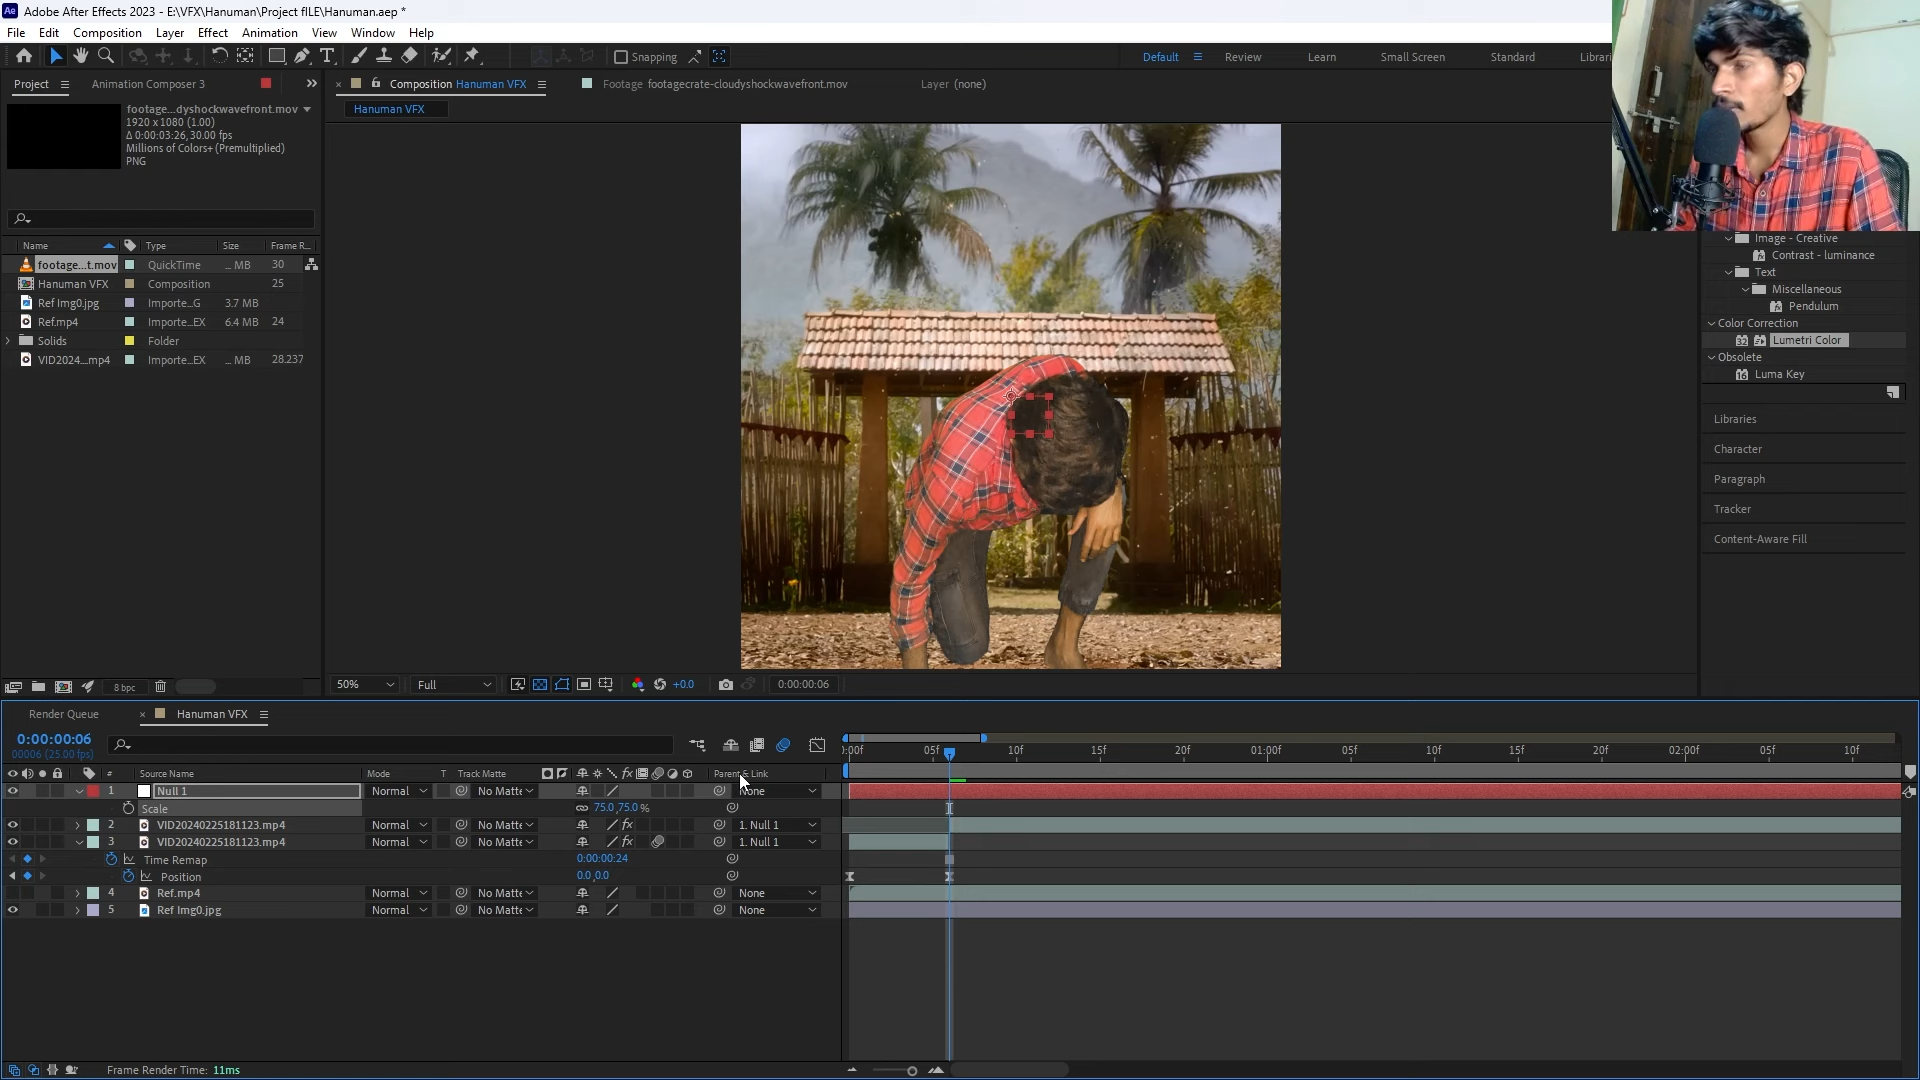 Adobe After Effects 2023 - E:\VFX\Hanuman\Project fILE\Hanuman.aep *
File Edit Composition Layer Effect Animation View Window Help
Snapping
Default Review Learn Small Screen Standard Librari
Project Animation Composer 3
Composition Hanuman VFX
Footage footagecrate-cloudyshockwavefront.mov
Layer (none)
Hanuman VFX
footage...dyshockwavefront.mov
1920 x 1080 (1.00)
Δ 0:00:03:26, 30.00 fps
Millions of Colors+ (Premultiplied)
PNG
Name Type Size Frame R...
footage...t.mov QuickTime ... MB 30
Hanuman VFX Composition 25
Ref Img0.jpg Importe...G 3.7 MB
Ref.mp4 Importe...EX 6.4 MB 24
Solids Folder
VID2024....mp4 Importe...EX ... MB 28.237
8 bpc
50% Full +0.0 0:00:00:06
Image - Creative
Contrast - luminance
Text
Miscellaneous
Pendulum
Color Correction
32 Lumetri Color
Obsolete
16 Luma Key
Libraries
Character
Paragraph
Tracker
Content-Aware Fill
Render Queue Hanuman VFX
0:00:00:06
00006 (25.00 fps)
:00f 05f 10f 15f 20f 01:00f 05f 10f 15f 20f 02:00f 05f 10f
# Source Name Mode T Track Matte fx Parent & Link
1 Null 1 Normal No Matte None
Scale 75.0,75.0 %
2 VID20240225181123.mp4 Normal No Matte fx 1. Null 1
3 VID20240225181123.mp4 Normal No Matte fx 1. Null 1
Time Remap 0:00:00:24
Position 0.0,0.0
4 Ref.mp4 Normal No Matte None
5 Ref Img0.jpg Normal No Matte None
Frame Render Time: 11ms